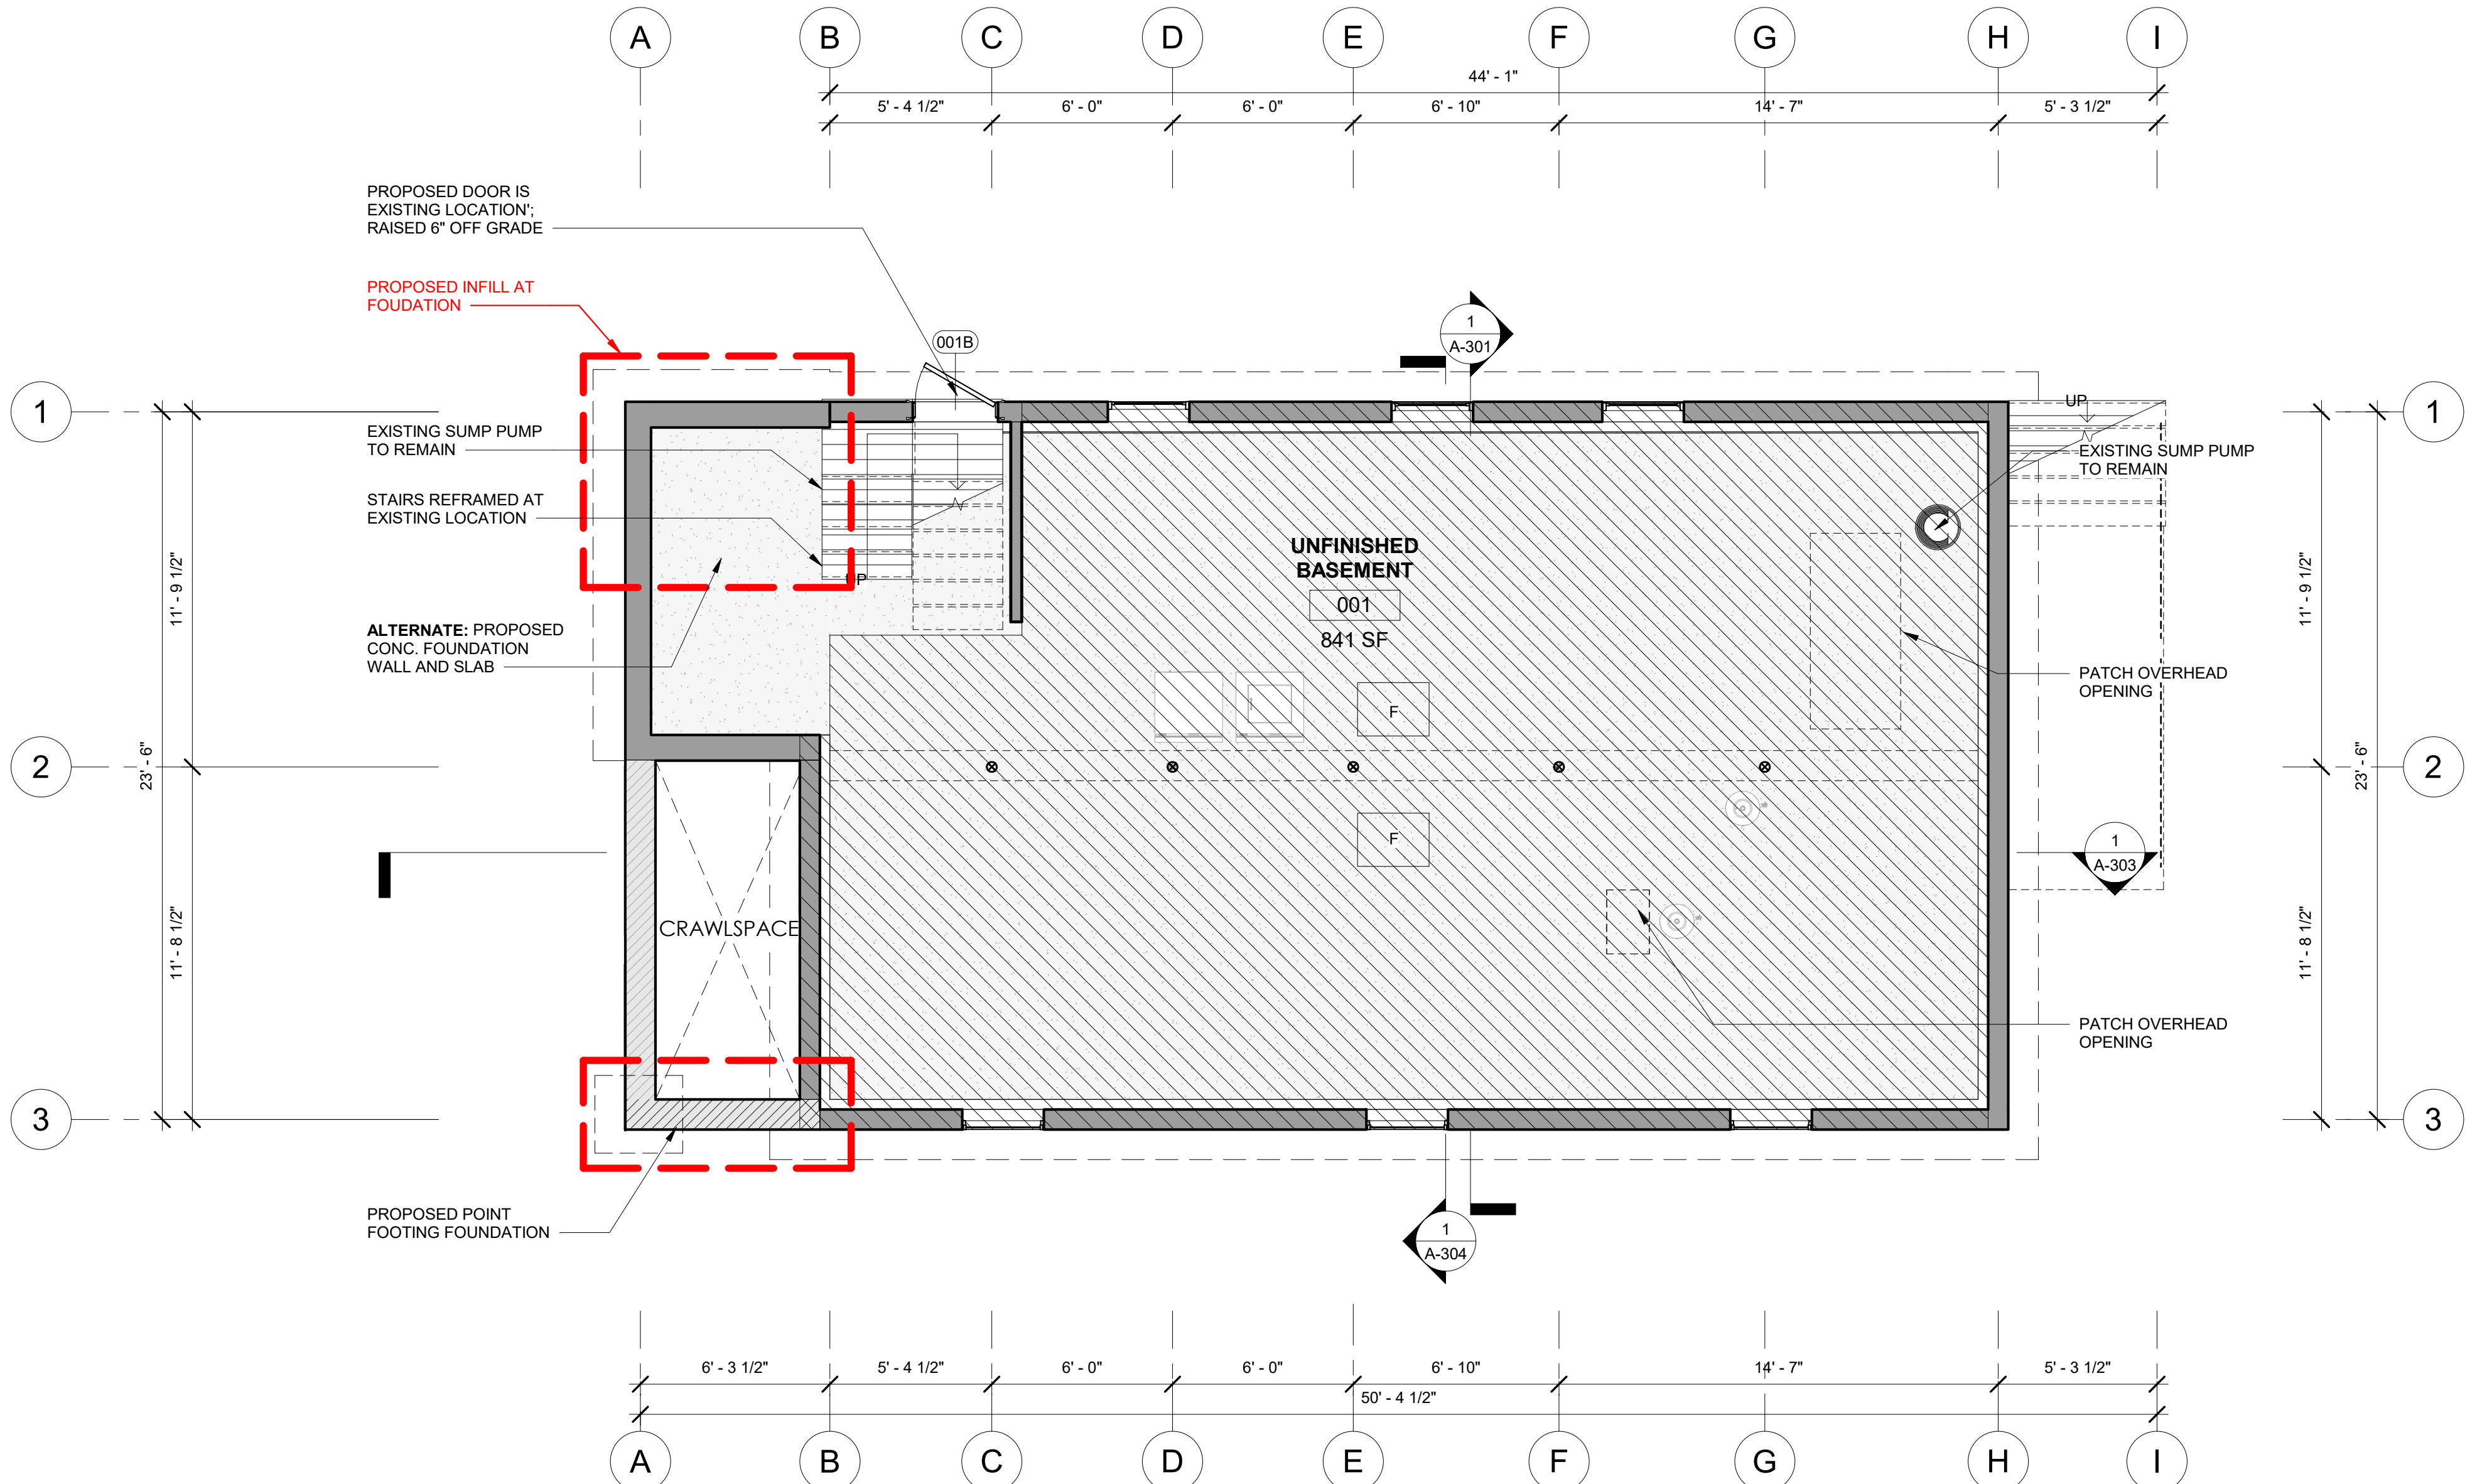 A B C D E F G H I
44' - 1"
5' - 4 1/2" 6' - 0" 6' - 0" 6' - 10" 14' - 7" 5' - 3 1/2"
PROPOSED DOOR IS
EXISTING LOCATION';
RAISED 6" OFF GRADE
PROPOSED INFILL AT
FOUDATION
001B
1
A-301
1
1
UP
EXISTING SUMP PUMP
TO REMAIN
EXISTING SUMP PUMP
TO REMAIN
STAIRS REFRAMED AT
EXISTING LOCATION
UP
UNFINISHED
BASEMENT
001
841 SF
11' - 9 1/2"
11' - 9 1/2"
ALTERNATE: PROPOSED
CONC. FOUNDATION
WALL AND SLAB
PATCH OVERHEAD
OPENING
F
2
23' - 6"
23' - 6"
2
F
1
A-303
11' - 8 1/2"
CRAWLSPACE
11' - 8 1/2"
PATCH OVERHEAD
OPENING
3
3
PROPOSED POINT
FOOTING FOUNDATION
1
A-304
6' - 3 1/2" 5' - 4 1/2" 6' - 0" 6' - 0" 6' - 10" 14' - 7" 5' - 3 1/2"
50' - 4 1/2"
A B C D E F G H I